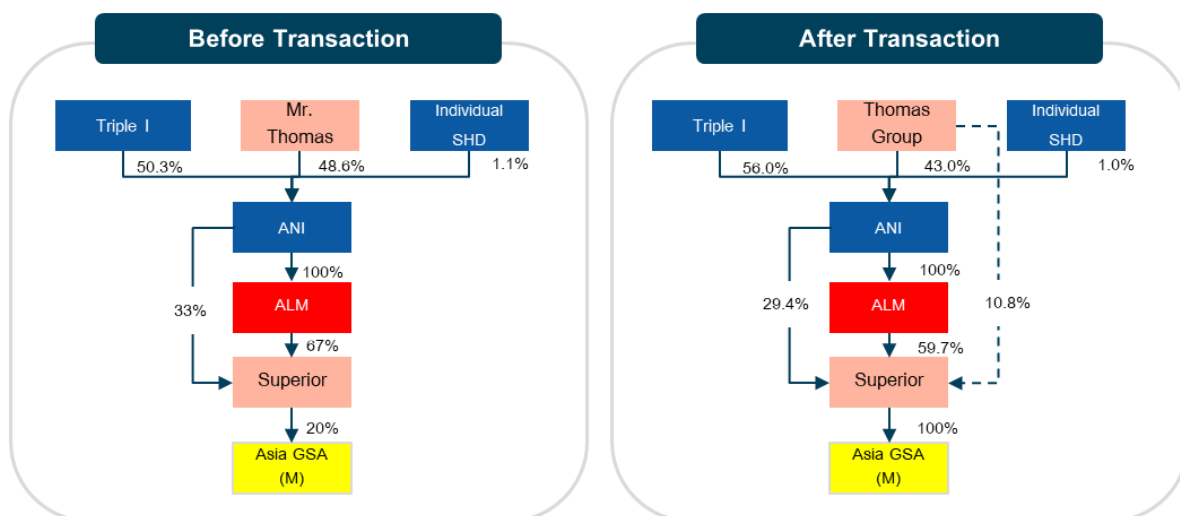 Before Transaction
Triple I
Mr.
Thomas
Individual
SHD
50.3%
48.6%
1.1%
ANI
100%
33%
ALM
67%
Superior
20%
Asia GSA
(M)
After Transaction
Triple I
Thomas
Group
Individual
SHD
56.0%
43.0%
1.0%
ANI
100%
29.4%
ALM
10.8%
59.7%
Superior
100%
Asia GSA
(M)